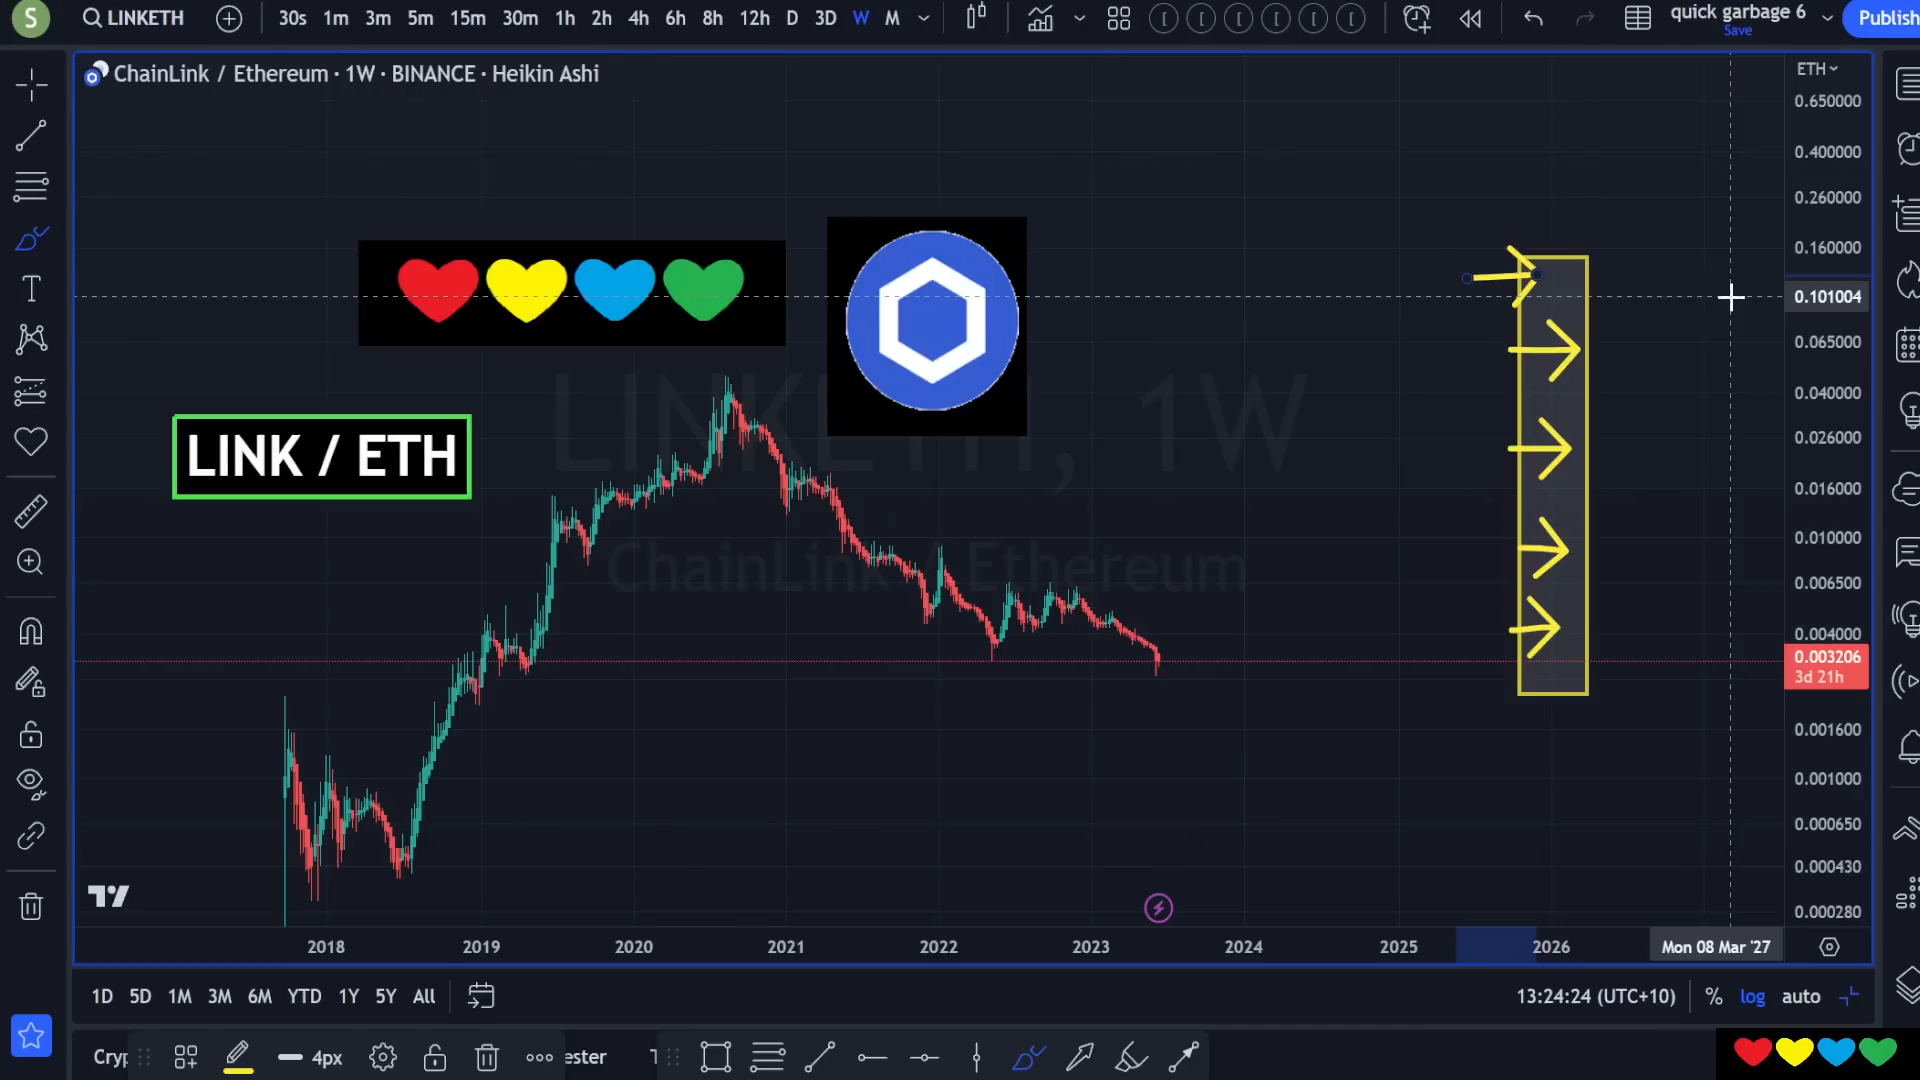 S
LINKETH
30s 1m 3m 5m 15m 30m 1h 2h 4h 6h 8h 12h D 3D W M
quick garbage 6
Save
Publish
ChainLink / Ethereum · 1W · BINANCE · Heikin Ashi
ETH
0.650000
0.400000
0.260000
0.160000
0.101004
0.065000
0.040000
0.026000
0.016000
0.010000
0.006500
0.004000
0.003206
3d 21h
0.001600
0.001000
0.000650
0.000430
0.000280
LINKETH, 1W
ChainLink / Ethereum
LINK / ETH
2018 2019 2020 2021 2022 2023 2024 2025 2026
Mon 08 Mar '27
1D 5D 1M 3M 6M YTD 1Y 5Y All
13:24:24 (UTC+10)
% log auto
Cryp
4px
ester